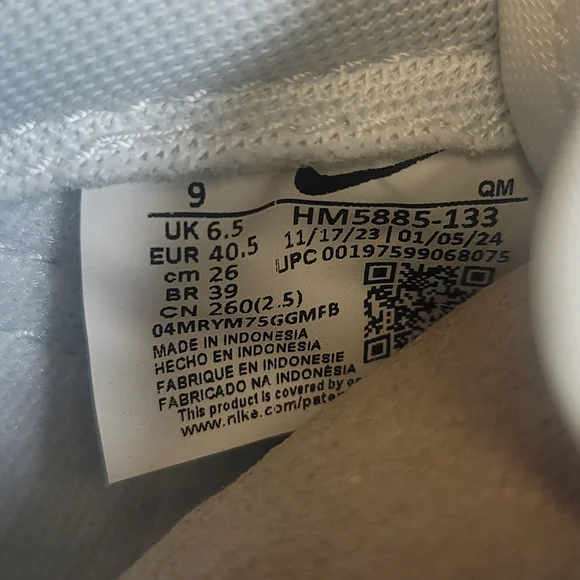 9
QM
UK 6.5
EUR 40.5
cm 26
BR 39
CN 260(2.5)
HM5885-133
11/17/23 | 01/05/24
UPC 00197599068075
04MRYM75GGMFB
MADE IN INDONESIA
HECHO EN INDONESIA
FABRIQUE EN INDONESIE
FABRICADO NA INDONÉSIA
This product is covered by
www.nike.com/